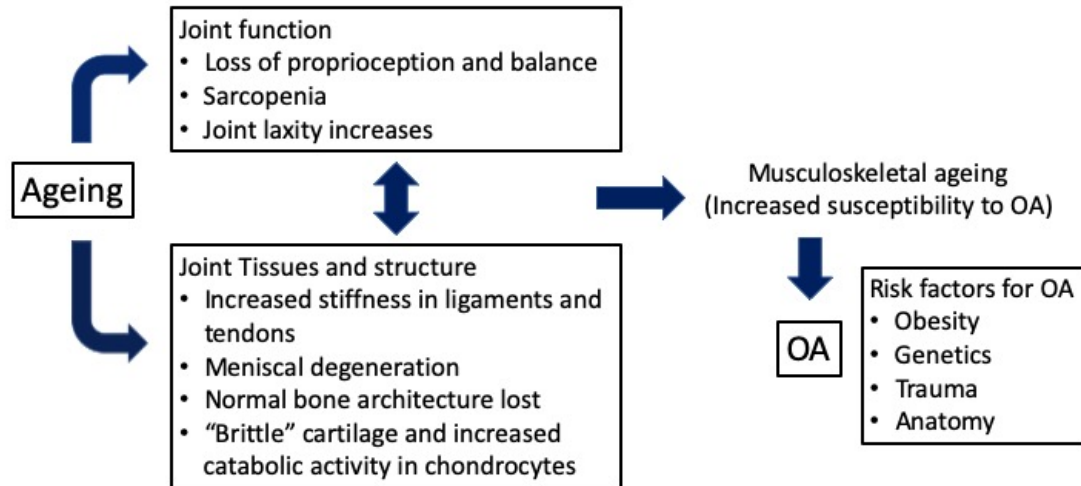 Joint function
• Loss of proprioception and balance
• Sarcopenia
• Joint laxity increases
Ageing
Joint Tissues and structure
• Increased stiffness in ligaments and
tendons
• Meniscal degeneration
• Normal bone architecture lost
• “Brittle” cartilage and increased
catabolic activity in chondrocytes
Musculoskeletal ageing
(Increased susceptibility to OA)
OA
Risk factors for OA
• Obesity
• Genetics
• Trauma
• Anatomy